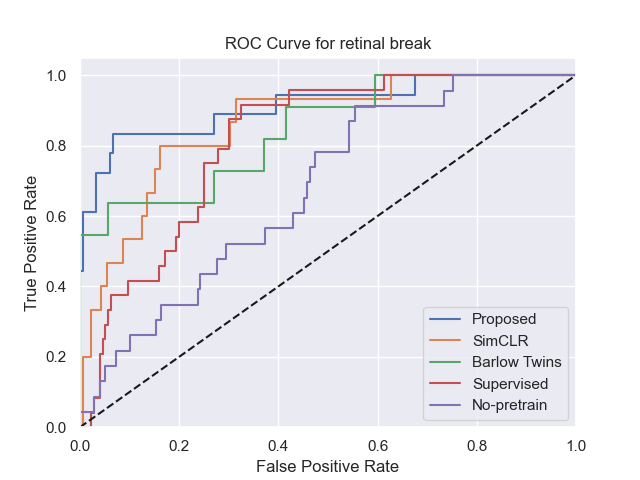 ROC Curve for retinal break
True Positive Rate
1.0
0.8
0.6
0.4
0.2
0.0
0.0 0.2 0.4 0.6 0.8 1.0
False Positive Rate
Proposed
SimCLR
Barlow Twins
Supervised
No-pretrain